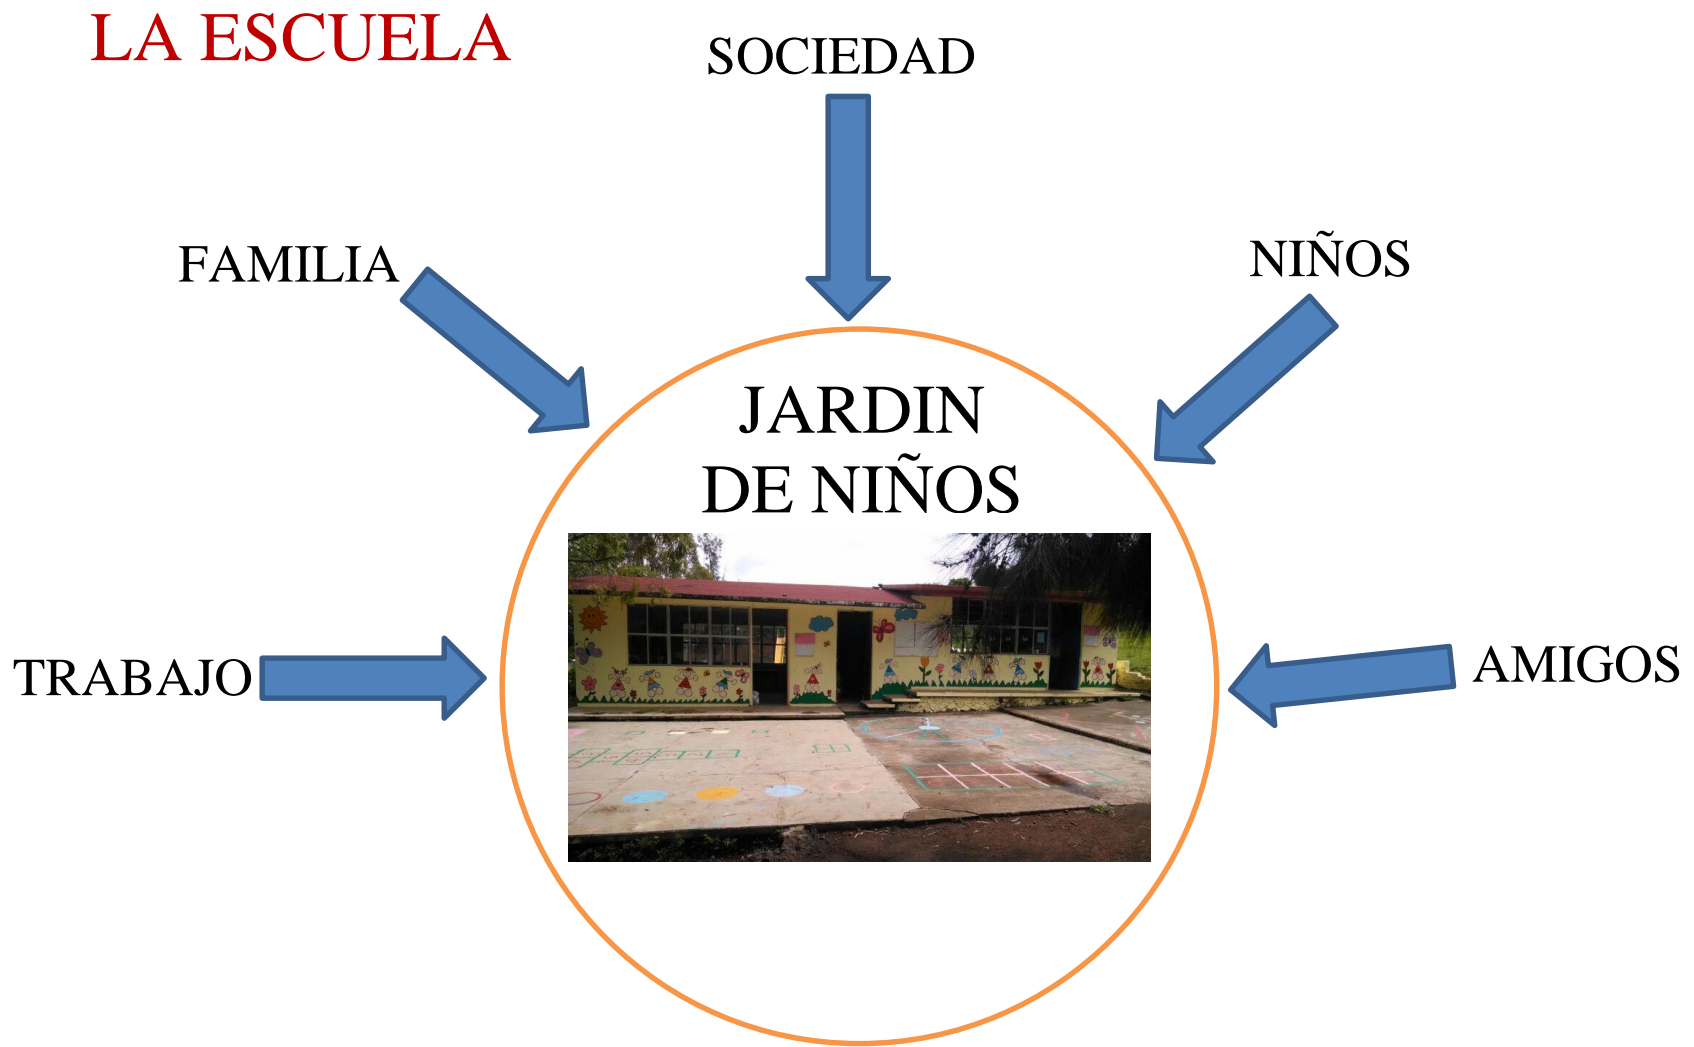 LA ESCUELA
SOCIEDAD
FAMILIA
NIÑOS
JARDIN
DE NIÑOS
TRABAJO
AMIGOS